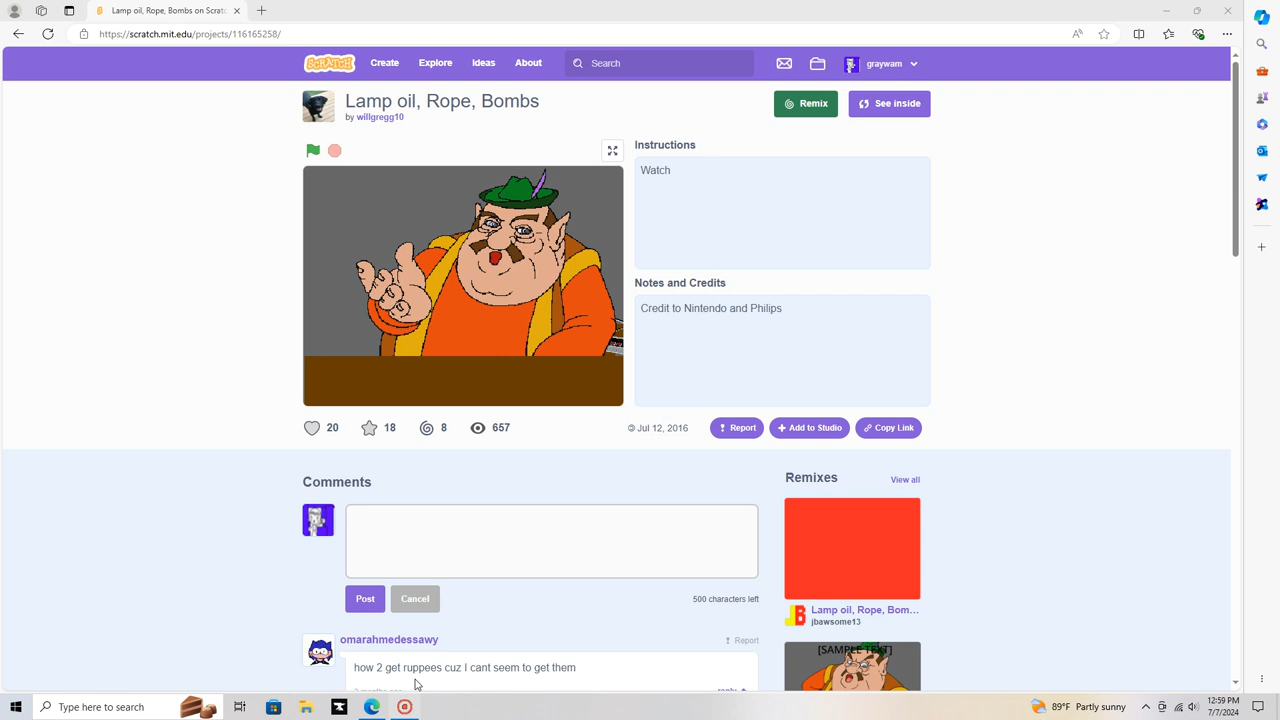 Lamp oil, Rope, Bombs on Scrat
https://scratch.mit.edu/projects/116165258/
SCRATCH
Create
Explore
Ideas
About
Search
graywam
Lamp oil, Rope, Bombs
by willgregg10
Remix
See inside
Instructions
Watch
Notes and Credits
Credit to Nintendo and Philips
20
18
8
657
© Jul 12, 2016
Report
Add to Studio
Copy Link
Comments
Remixes
View all
Post
Cancel
500 characters left
Lamp oil, Rope, Bom...
jbawsome13
omarahmedessawy
Report
how 2 get ruppees cuz I cant seem to get them
[SAMPLE TEXT]
reply
Type here to search
89°F Partly sunny
12:59 PM
7/7/2024